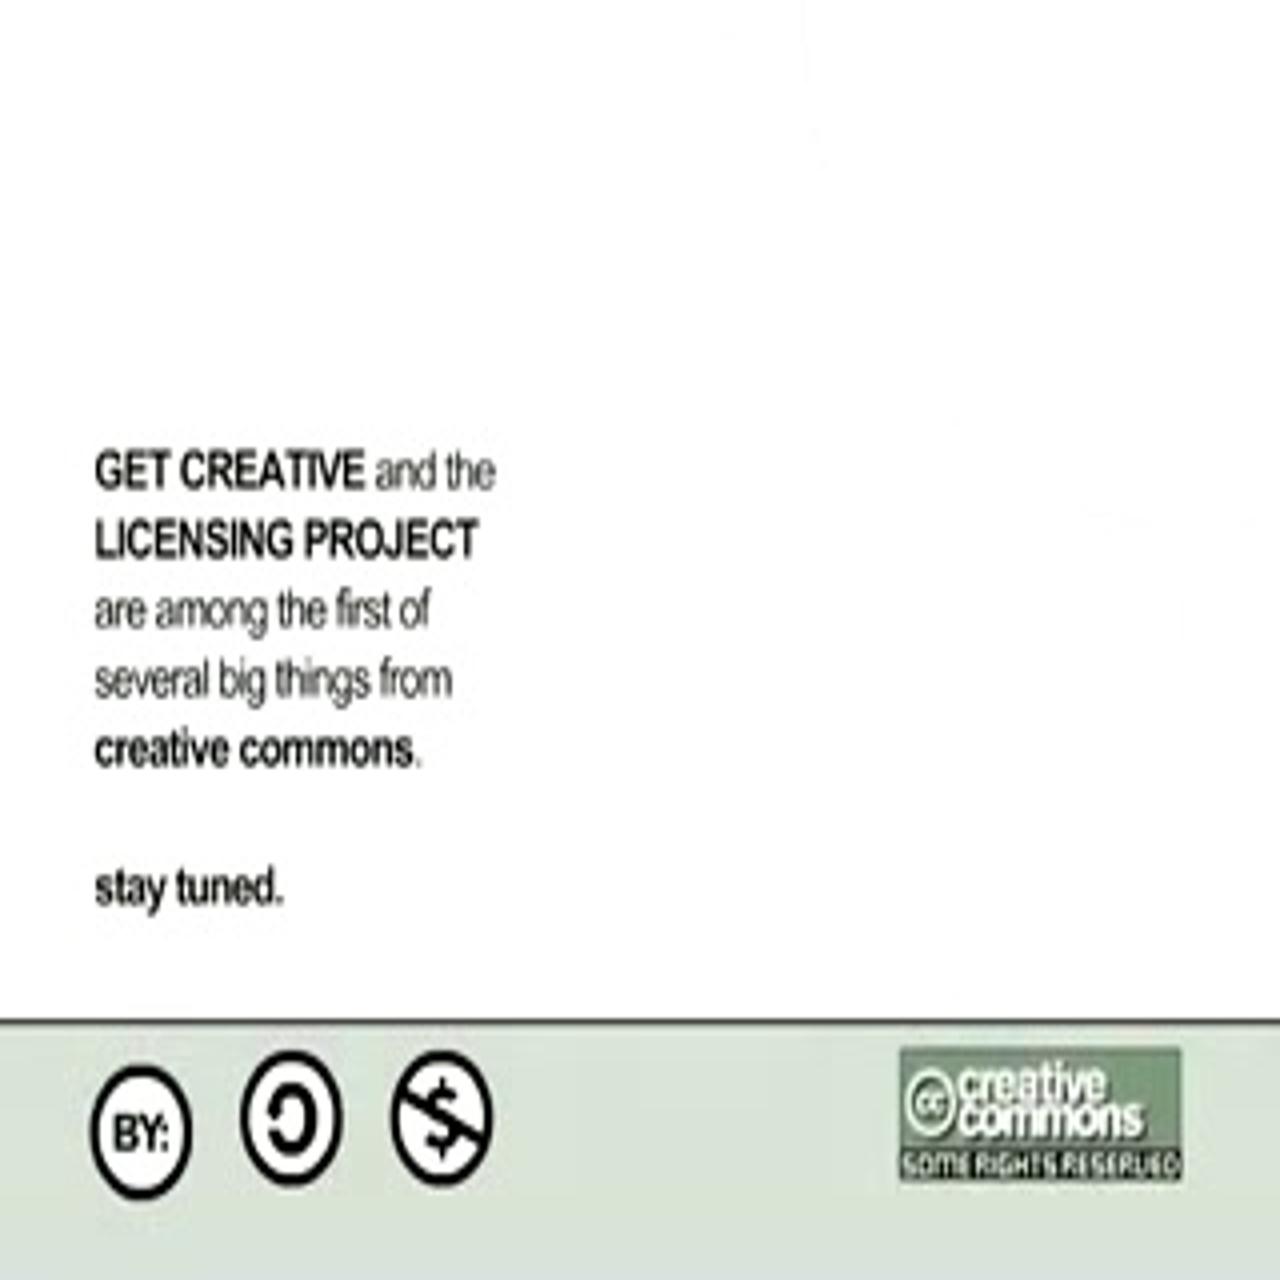 GET CREATIVE and the
LICENSING PROJECT
are among the first of
several big things from
creative commons.
stay tuned.
BY:
cc creative
commons
SOME RIGHTS RESERVED